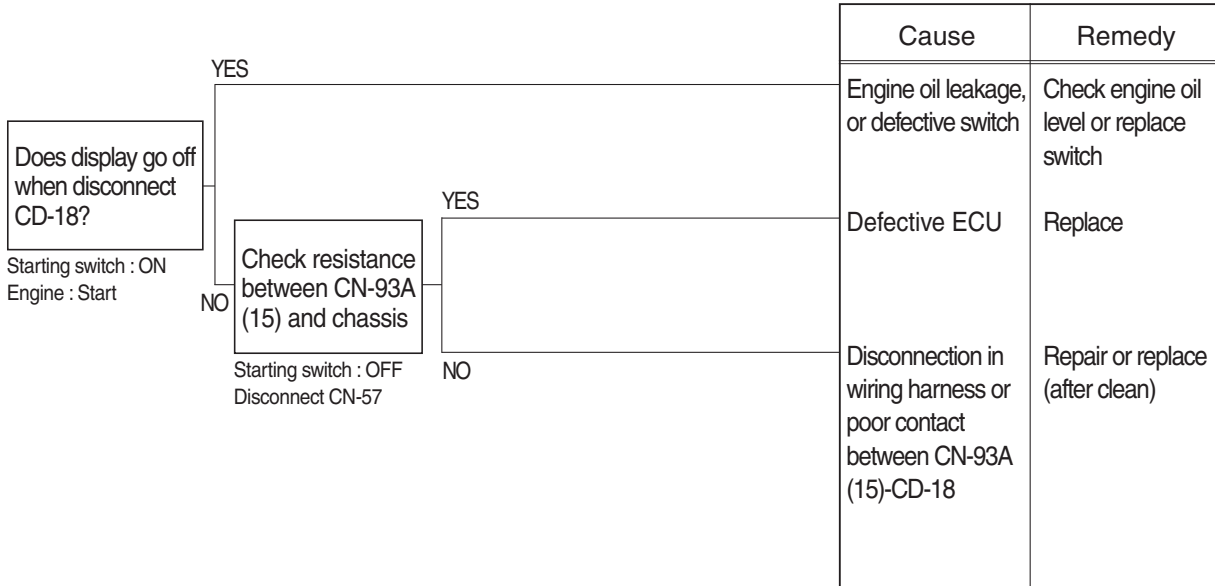 Cause
Remedy
YES
Engine oil leakage,
or defective switch
Check engine oil
level or replace
switch
Does display go off
when disconnect
CD-18?
Starting switch : ON
Engine : Start
YES
Defective ECU
Replace
NO
Check resistance
between CN-93A
(15) and chassis
Starting switch : OFF
Disconnect CN-57
NO
Disconnection in
wiring harness or
poor contact
between CN-93A
(15)-CD-18
Repair or replace
(after clean)